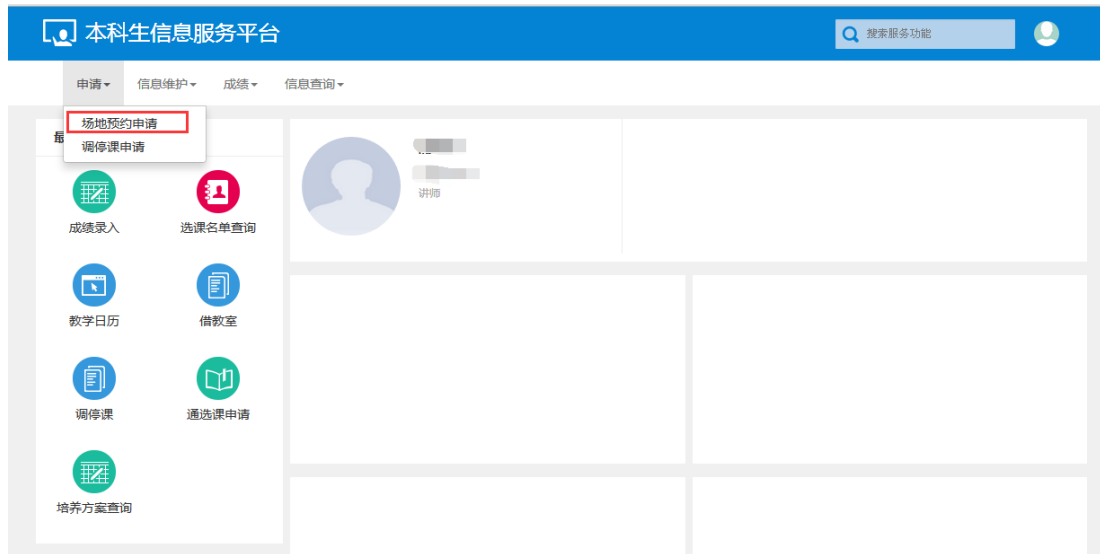 本科生信息服务平台
搜索服务功能
申请 信息维护 成绩 信息查询
场地预约申请
调停课申请
讲师
成绩录入 选课名单查询
教学日历 借教室
调停课 通选课申请
培养方案查询